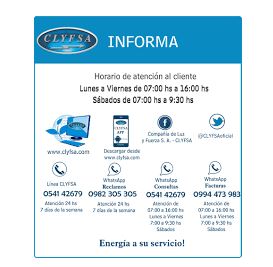 CLYFSA
INFORMA
Horario de atención al cliente
Lunes a Viernes de 07:00 hs a 16:00 hs
Sábados de 07:00 hs a 9:30 hs
CLYFSA
APP
www.clyfsa.com
Descargar desde
www.clyfsa.com
Compañia de Luz
y Fuerza S. A. - CLYFSA
@CLYFSAoficial
Línea CLYFSA
0541 42679
Atención 24 hs
7 días de la semana
WhatsApp
Reclamos
0982 305 305
Atención 24 hs
7 días de la semana
WhatsApp
Consultas
0541 42679
Atención de
07:00 a 16:00 hs
Lunes a Viernes
7:00 a 9:30 hs
Sábados
WhatsApp
Facturas
0994 473 983
Atención de
07:00 a 16:00 hs
Lunes a Viernes
7:00 a 9:30 hs
Sábados
Energía a su servicio!